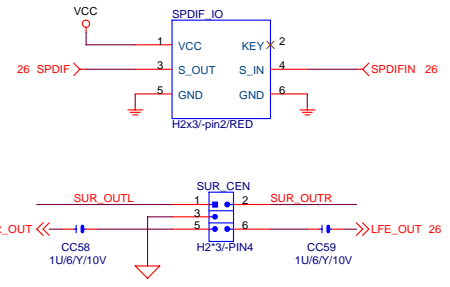 VCC
SPDIF_IO
1 VCC KEY 2
26 SPDIF 3 S_OUT S_IN 4 SPDIFIN 26
5 GND GND 6
H2x3/-pin2/RED
SUR_CEN
SUR_OUTL 1 2 SUR_OUTR
3
_OUT 5 6 LFE_OUT 26
CC58 H2*3/-PIN4 CC59
1U/6/Y/10V 1U/6/Y/10V